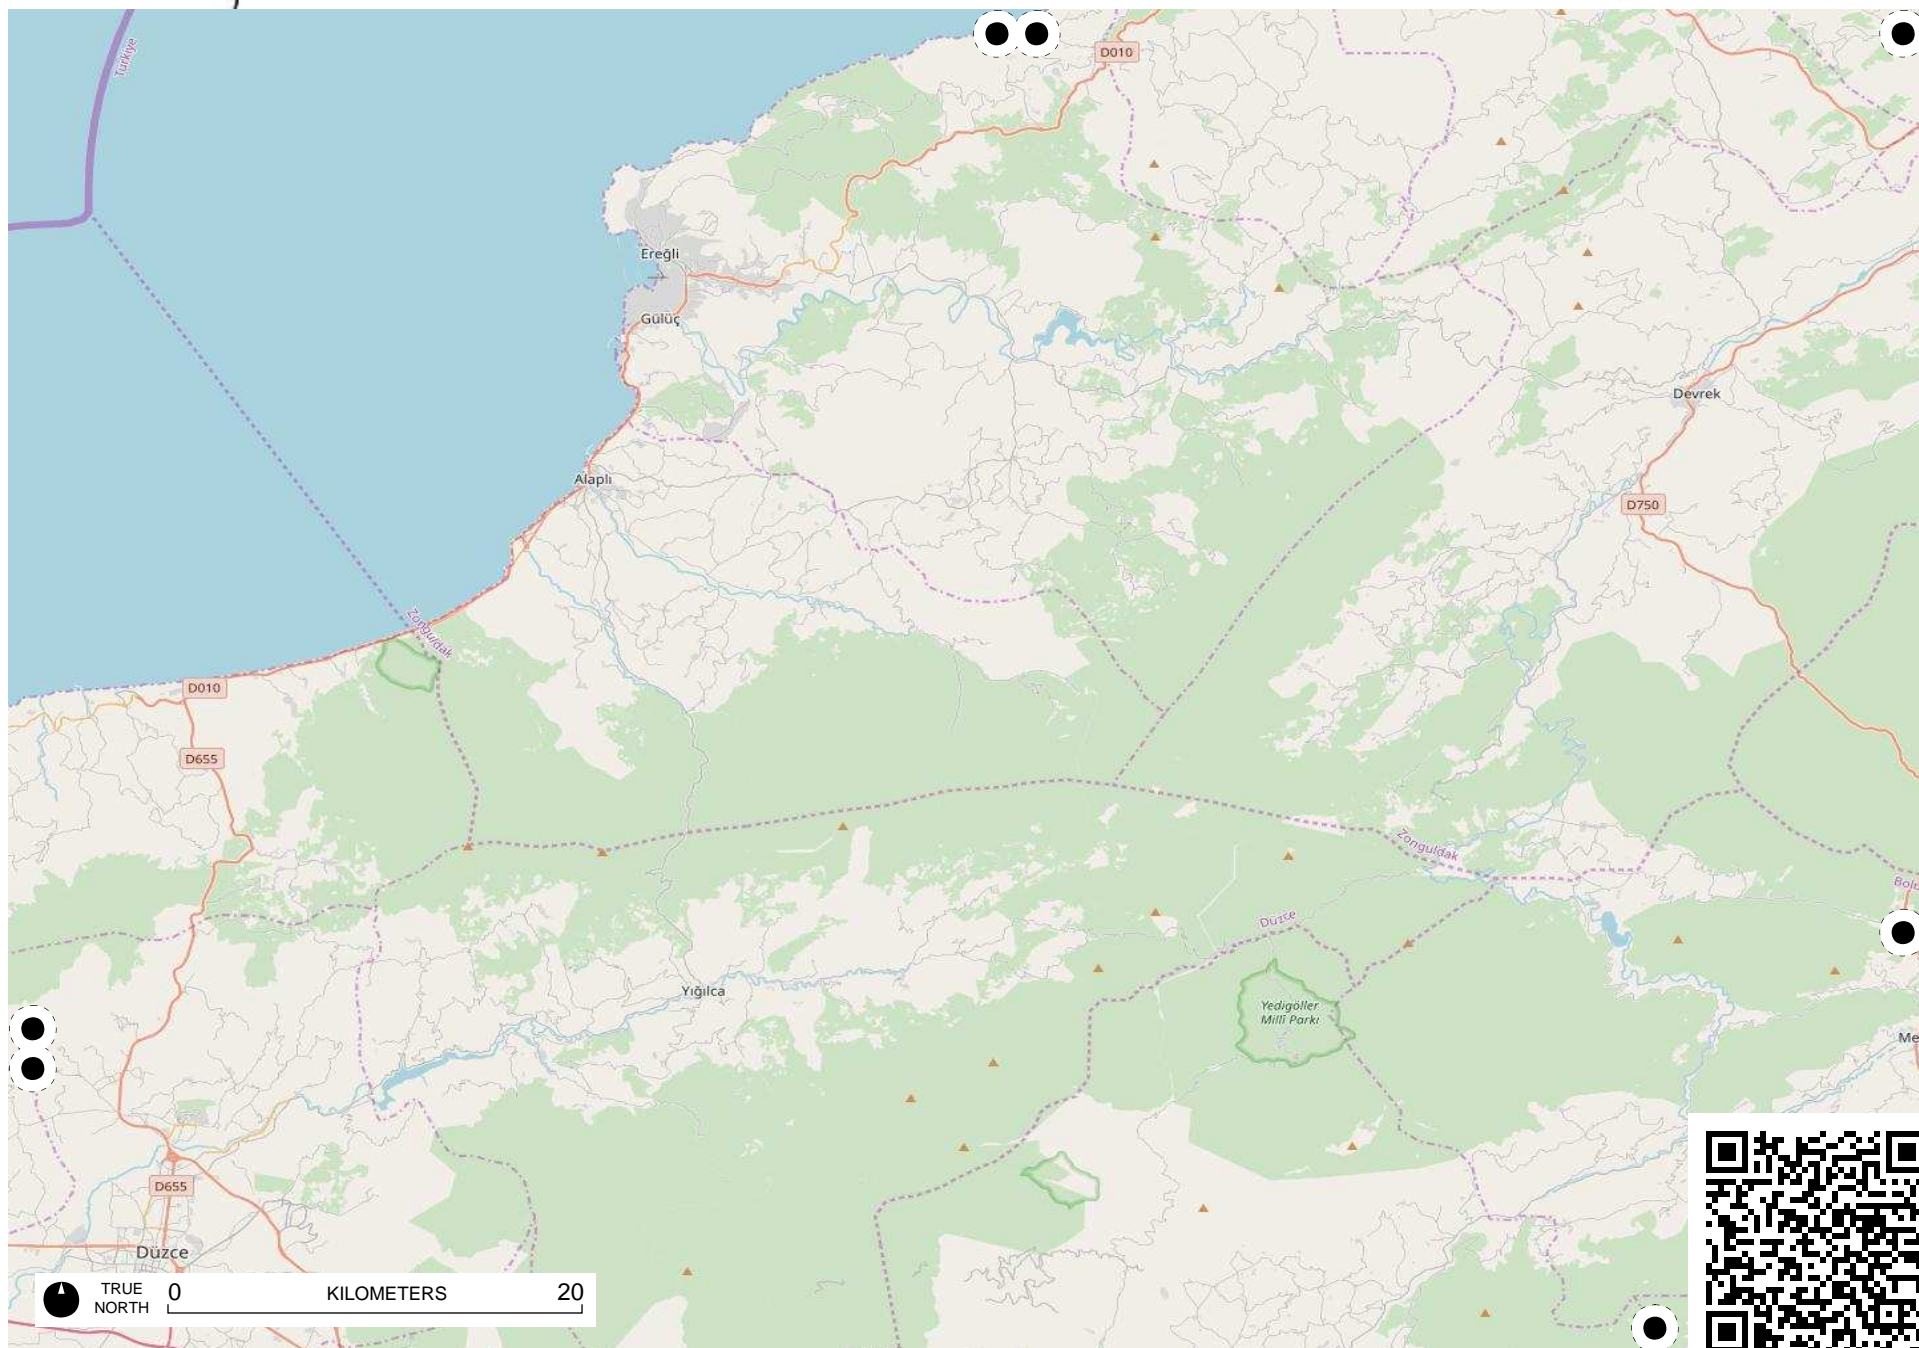 Türkiye
D010
Ereğli
Gülüç
Devrek
Alaplı
D750
Zonguldak
D010
D655
Zonguldak
Düzce
Yığılca
Yedigöller
Milli Parkı
D655
Düzce
TRUE
NORTH
0 KILOMETERS 20